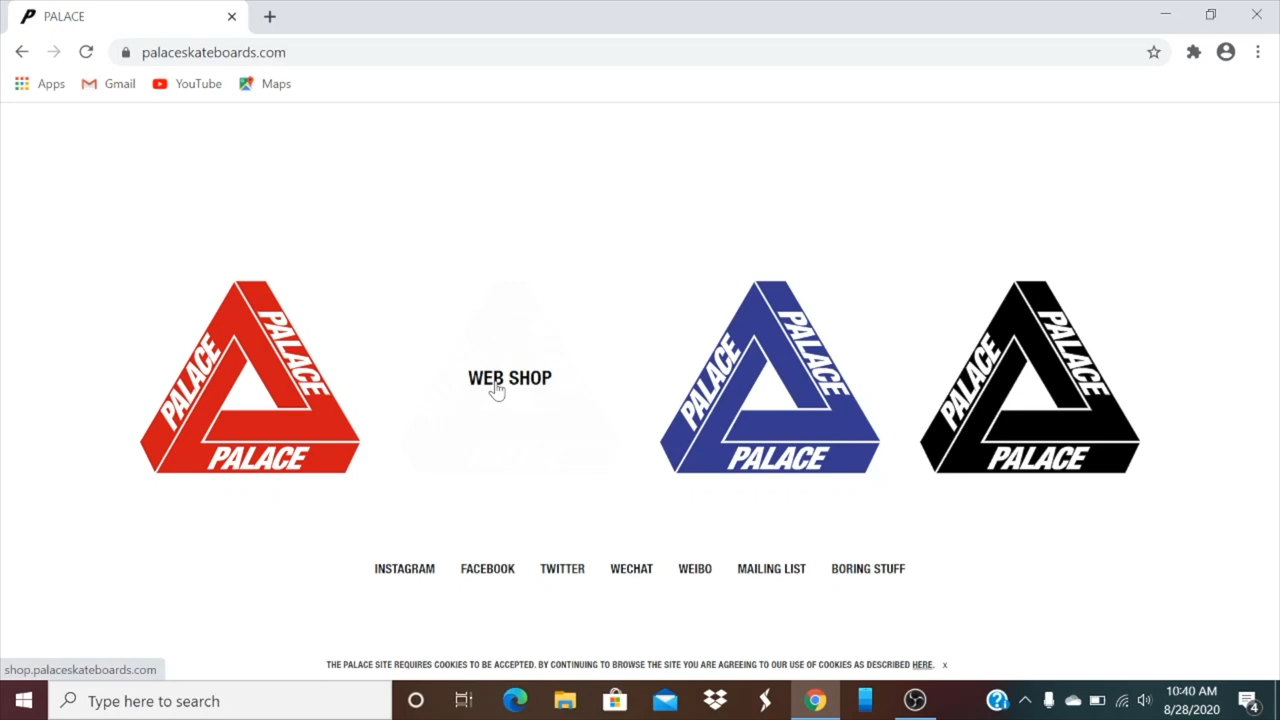 PALACE
palaceskateboards.com
Apps Gmail YouTube Maps
PALACE PALACE PALACE
WEB SHOP
PALACE PALACE PALACE
PALACE PALACE PALACE
INSTAGRAM FACEBOOK TWITTER WECHAT WEIBO MAILING LIST BORING STUFF
THE PALACE SITE REQUIRES COOKIES TO BE ACCEPTED. BY CONTINUING TO BROWSE THE SITE YOU ARE AGREEING TO OUR USE OF COOKIES AS DESCRIBED HERE. x
shop.palaceskateboards.com
Type here to search
10:40 AM
8/28/2020
4